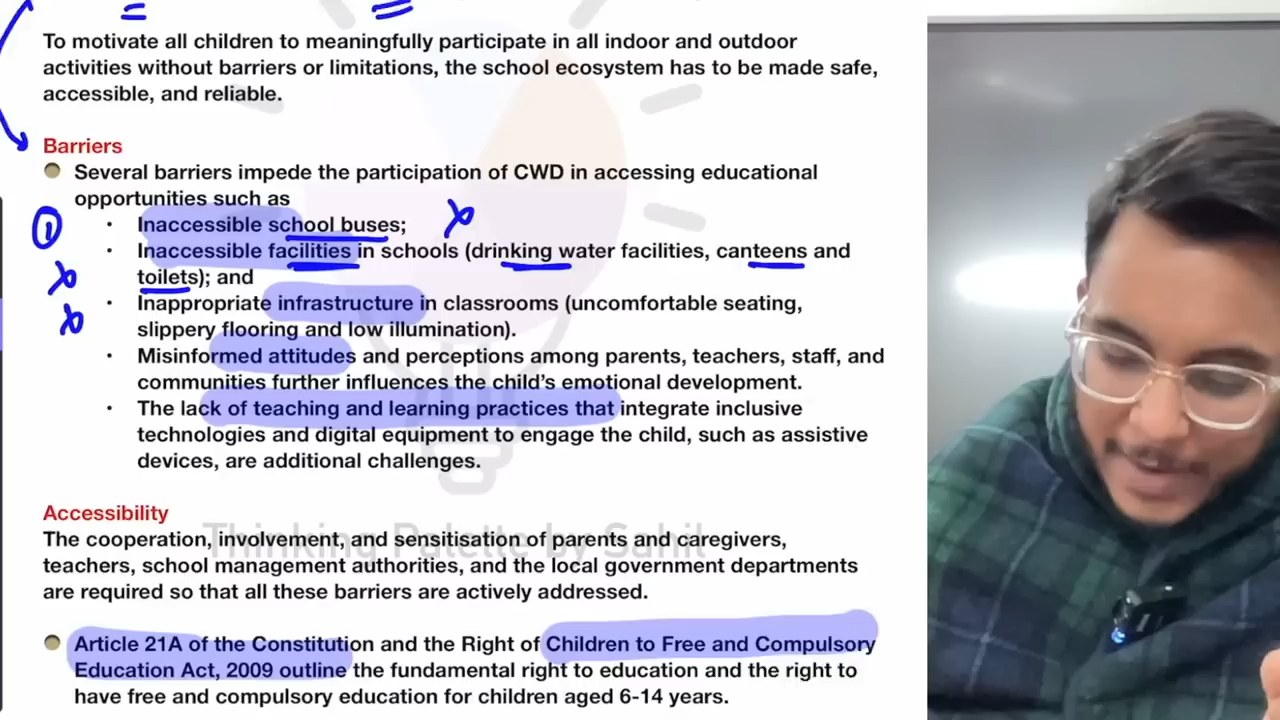 To motivate all children to meaningfully participate in all indoor and outdoor
activities without barriers or limitations, the school ecosystem has to be made safe,
accessible, and reliable.
Barriers
Several barriers impede the participation of CWD in accessing educational
opportunities such as
① · Inaccessible school buses;
· Inaccessible facilities in schools (drinking water facilities, canteens and
toilets); and
· Inappropriate infrastructure in classrooms (uncomfortable seating,
slippery flooring and low illumination).
· Misinformed attitudes and perceptions among parents, teachers, staff, and
communities further influences the child's emotional development.
· The lack of teaching and learning practices that integrate inclusive
technologies and digital equipment to engage the child, such as assistive
devices, are additional challenges.
Accessibility
Thinking Palette by Sahil
The cooperation, involvement, and sensitisation of parents and caregivers,
teachers, school management authorities, and the local government departments
are required so that all these barriers are actively addressed.
Article 21A of the Constitution and the Right of Children to Free and Compulsory
Education Act, 2009 outline the fundamental right to education and the right to
have free and compulsory education for children aged 6-14 years.